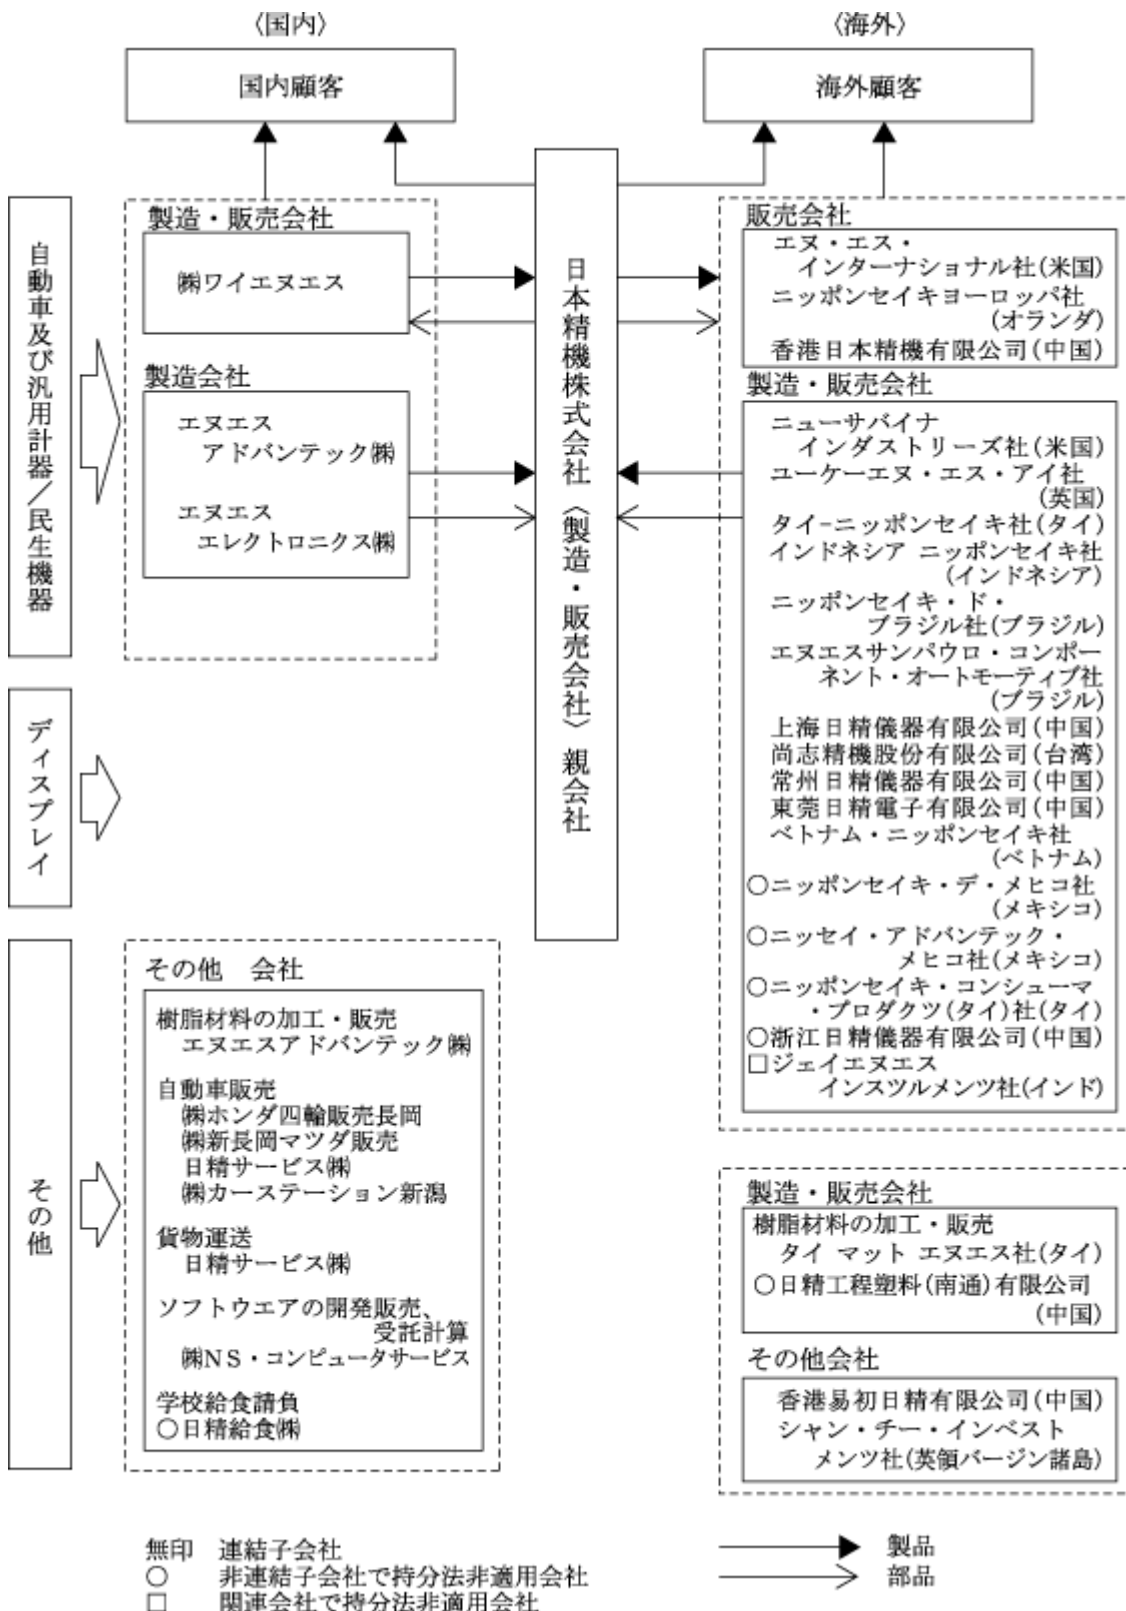 〈国内〉
〈海外〉
国内顧客
海外顧客
自動車及び汎用計器／民生機器
製造・販売会社
㈱ワイエヌエス
製造会社
エヌエス
アドバンテック㈱
エヌエス
エレクトロニクス㈱
日本精機株式会社〈製造・販売会社〉親会社
販売会社
エヌ・エス・
インターナショナル社(米国)
ニッポンセイキヨーロッパ社
(オランダ)
香港日本精機有限公司(中国)
製造・販売会社
ニューサバイナ
インダストリーズ社(米国)
ユーケーエヌ・エス・アイ社
(英国)
タイ-ニッポンセイキ社(タイ)
インドネシア ニッポンセイキ社
(インドネシア)
ニッポンセイキ・ド・
ブラジル社(ブラジル)
エヌエスサンパウロ・コンポー
ネント・オートモーティブ社
(ブラジル)
上海日精儀器有限公司(中国)
尚志精機股份有限公司(台湾)
常州日精儀器有限公司(中国)
東莞日精電子有限公司(中国)
ベトナム・ニッポンセイキ社
(ベトナム)
○ニッポンセイキ・デ・メヒコ社
(メキシコ)
○ニッセイ・アドバンテック・
メヒコ社(メキシコ)
○ニッポンセイキ・コンシューマ
・プロダクツ(タイ)社(タイ)
○浙江日精儀器有限公司(中国)
□ジェイエヌエス
インスツルメンツ社(インド)
ディスプレイ
その他
その他 会社
樹脂材料の加工・販売
エヌエスアドバンテック㈱
自動車販売
㈱ホンダ四輪販売長岡
㈱新長岡マツダ販売
日精サービス㈱
㈱カーステーション新潟
貨物運送
日精サービス㈱
ソフトウエアの開発販売、
受託計算
㈱NS・コンピュータサービス
学校給食請負
○日精給食㈱
製造・販売会社
樹脂材料の加工・販売
タイ マット エヌエス社(タイ)
○日精工程塑料(南通)有限公司
(中国)
その他会社
香港易初日精有限公司(中国)
シャン・チー・インベスト
メンツ社(英領バージン諸島)
無印 連結子会社
○ 非連結子会社で持分法非適用会社
□ 関連会社で持分法非適用会社
製品
部品